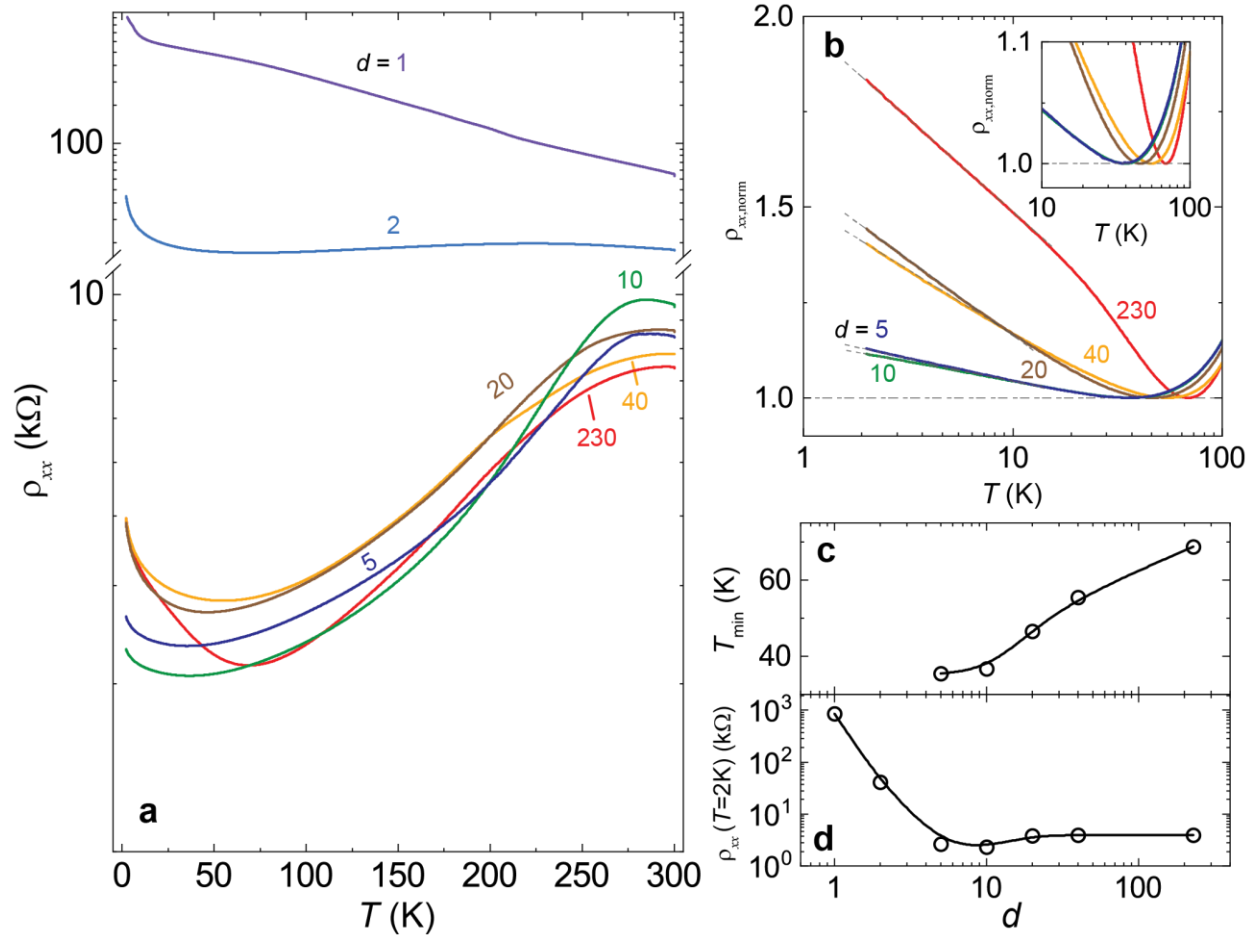 a
d = 1
100
2
10
10
20
40
230
5
ρxx (kΩ)
0
50
100
150
200
250
300
T (K)
b
2.0
1.5
1.0
ρxx,norm
230
d = 5
40
20
10
1
10
100
T (K)
1.1
1.0
ρxx,norm
10
100
T (K)
c
60
40
Tmin (K)
d
10³
10²
10¹
10⁰
ρxx (T=2K) (kΩ)
1
10
100
d